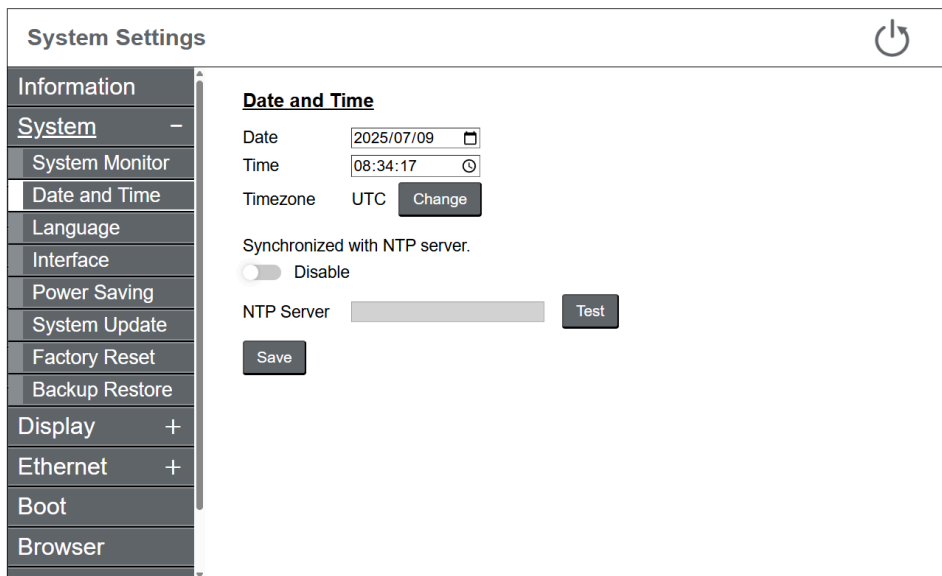 System Settings
Information
System −
System Monitor
Date and Time
Language
Interface
Power Saving
System Update
Factory Reset
Backup Restore
Display +
Ethernet +
Boot
Browser
Date and Time
Date 2025/07/09
Time 08:34:17
Timezone UTC Change
Synchronized with NTP server.
Disable
NTP Server Test
Save